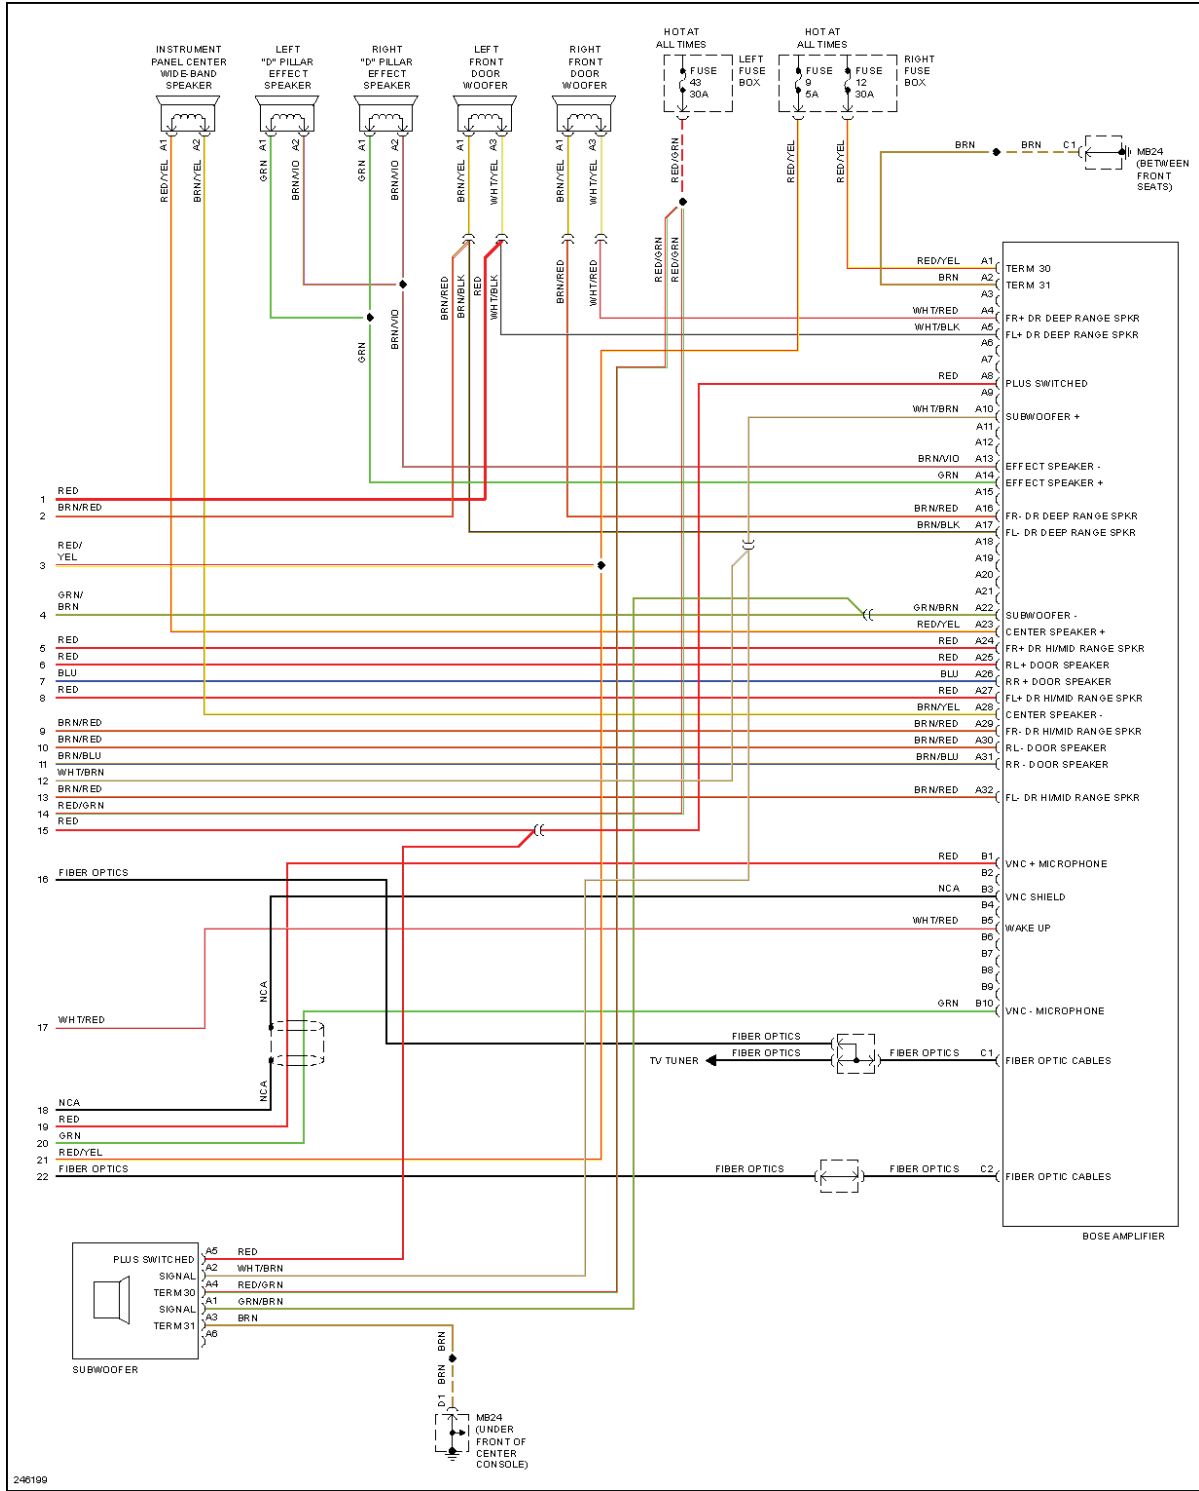 INSTRUMENT
PANEL CENTER
WIDE-BAND
SPEAKER
LEFT
"D" PILLAR
EFFECT
SPEAKER
RIGHT
"D" PILLAR
EFFECT
SPEAKER
LEFT
FRONT
DOOR
WOOFER
RIGHT
FRONT
DOOR
WOOFER
HOT AT
ALL TIMES
FUSE
43
30A
LEFT
FUSE
BOX
HOT AT
ALL TIMES
FUSE
9
5A
FUSE
12
30A
RIGHT
FUSE
BOX
A1
A2
A1
A2
A1
A2
A1
A3
A1
A3
RED/YEL
BRN/YEL
GRN
BRN/VIO
GRN
BRN/VIO
BRN/YEL
WHT/YEL
BRN/YEL
WHT/YEL
RED/GRN
RED/YEL
RED/YEL
BRN
BRN
C1
MB24
(BETWEEN
FRONT
SEATS)
GRN
BRN/VIO
BRN/RED
BRN/BLK
RED
WHT/BLK
BRN/RED
WHT/RED
RED/GRN
RED/GRN
RED/YEL A1 TERM 30
BRN A2 TERM 31
A3
WHT/RED A4 FR+ DR DEEP RANGE SPKR
WHT/BLK A5 FL+ DR DEEP RANGE SPKR
A6
A7
RED A8 PLUS SWITCHED
A9
WHT/BRN A10 SUBWOOFER +
A11
A12
BRN/VIO A13 EFFECT SPEAKER -
GRN A14 EFFECT SPEAKER +
A15
BRN/RED A16 FR- DR DEEP RANGE SPKR
BRN/BLK A17 FL- DR DEEP RANGE SPKR
A18
A19
A20
A21
GRN/BRN A22 SUBWOOFER -
RED/YEL A23 CENTER SPEAKER +
RED A24 FR+ DR HI/MID RANGE SPKR
RED A25 RL+ DOOR SPEAKER
BLU A26 RR + DOOR SPEAKER
RED A27 FL+ DR HI/MID RANGE SPKR
BRN/YEL A28 CENTER SPEAKER -
BRN/RED A29 FR- DR HI/MID RANGE SPKR
BRN/RED A30 RL- DOOR SPEAKER
BRN/BLU A31 RR - DOOR SPEAKER
BRN/RED A32 FL- DR HI/MID RANGE SPKR
RED B1 VNC + MICROPHONE
B2
NCA B3 VNC SHIELD
B4
WHT/RED B5 WAKE UP
B6
B7
B8
B9
GRN B10 VNC - MICROPHONE
FIBER OPTICS
TV TUNER FIBER OPTICS FIBER OPTICS C1 FIBER OPTIC CABLES
FIBER OPTICS FIBER OPTICS C2 FIBER OPTIC CABLES
BOSE AMPLIFIER
1 RED
2 BRN/RED
RED/
3 YEL
GRN/
4 BRN
5 RED
6 RED
7 BLU
8 RED
9 BRN/RED
10 BRN/RED
11 BRN/BLU
12 WHT/BRN
13 BRN/RED
14 RED/GRN
15 RED
16 FIBER OPTICS
NCA
17 WHT/RED
NCA
18 NCA
19 RED
20 GRN
21 RED/YEL
22 FIBER OPTICS
PLUS SWITCHED A5 RED
SIGNAL A2 WHT/BRN
TERM 30 A4 RED/GRN
SIGNAL A1 GRN/BRN
TERM 31 A3 BRN
A6
SUBWOOFER
BRN
BRN
D1
MB24
(UNDER
FRONT OF
CENTER
CONSOLE)
246199